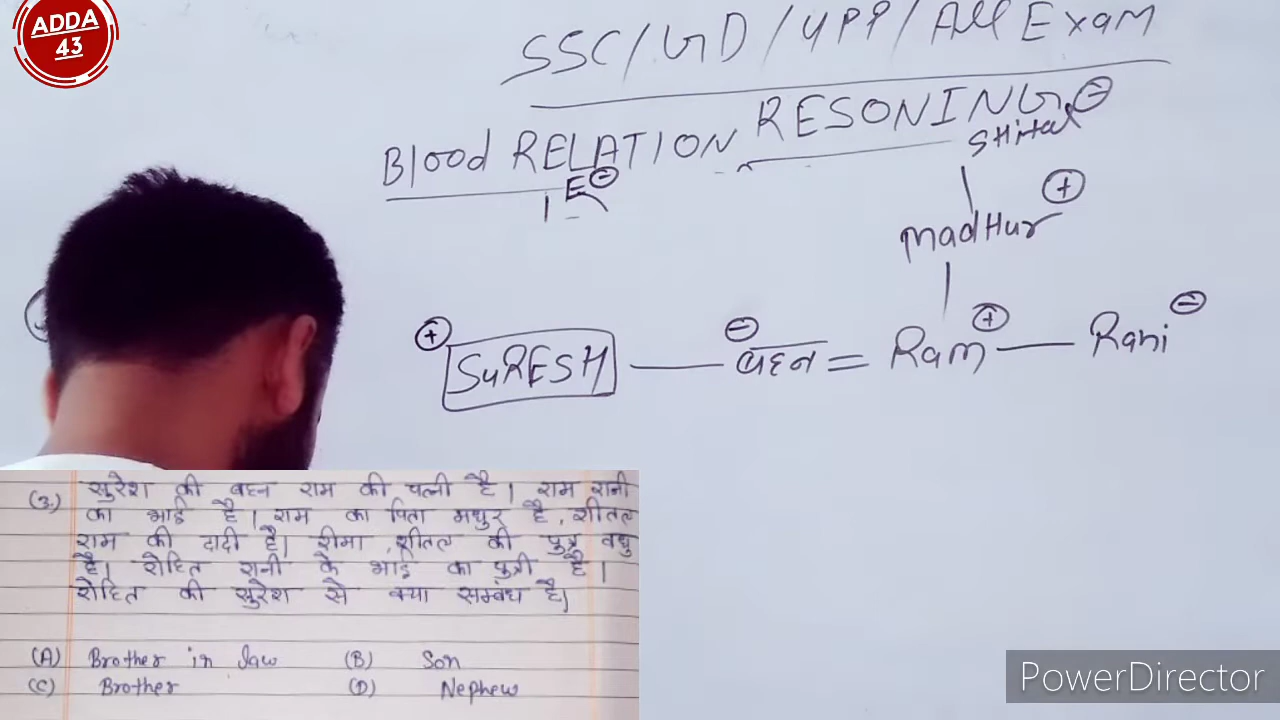 ADDA
43
SSC/GD/UPP/All Exam
Blood RELATION RESONING
SHital
madHur
SuRESH — बहन = Ram — Rani
(3.) सुरेश की बहन राम की पत्नी है। राम रानी
का भाई है। राम का पिता मधुर है, शीतल
राम की दादी है। रीमा, शीतल की पुत्र वधु
है। रोहित रानी के भाई का पुत्री है।
रोहित की सुरेश से क्या सम्बंध है।
(A) Brother in law (B) Son
(C) Brother (D) Nephew
PowerDirector